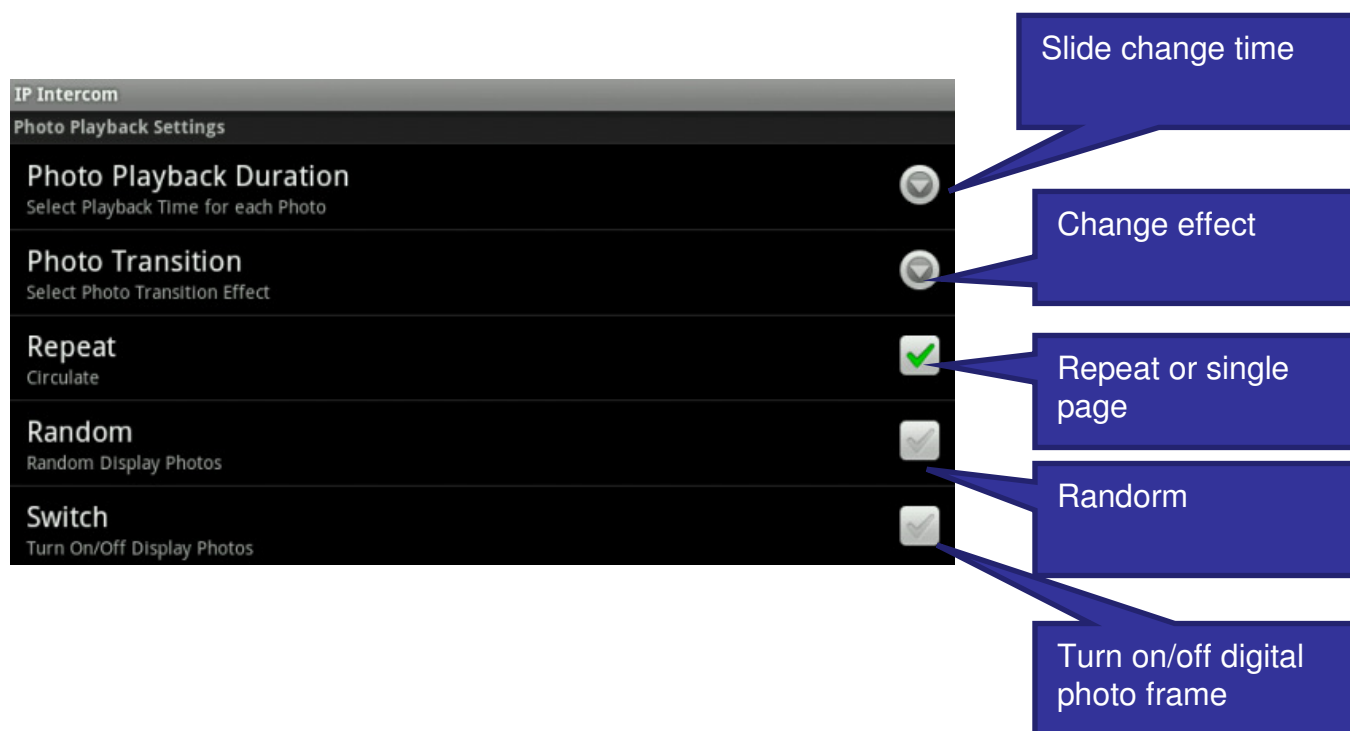 Slide change time
IP Intercom
Photo Playback Settings
Photo Playback Duration
Select Playback Time for each Photo
Change effect
Photo Transition
Select Photo Transition Effect
Repeat
Circulate
Repeat or single
page
Random
Random Display Photos
Randorm
Switch
Turn On/Off Display Photos
Turn on/off digital
photo frame